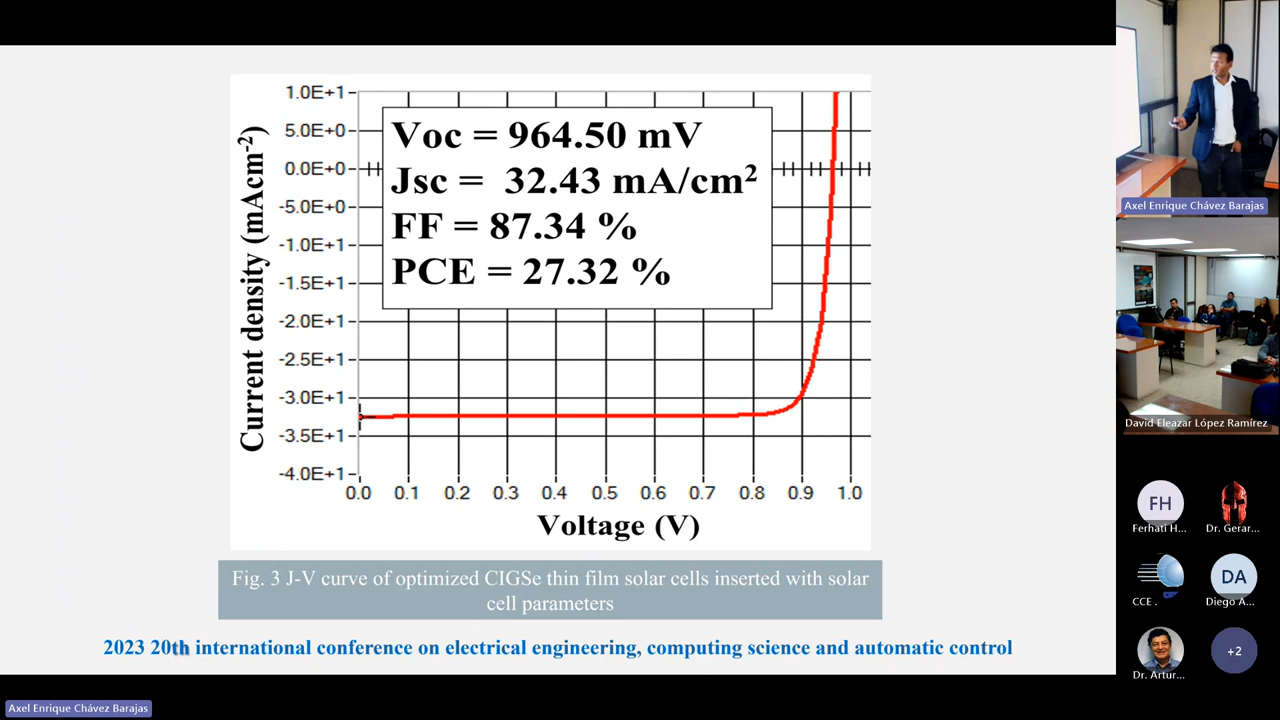 1.0E+1
5.0E+0
0.0E+0
-5.0E+0
-1.0E+1
-1.5E+1
-2.0E+1
-2.5E+1
-3.0E+1
-3.5E+1
-4.0E+1
Current density (mAcm-2)
Voc = 964.50 mV
Jsc = 32.43 mA/cm²
FF = 87.34 %
PCE = 27.32 %
0.0 0.1 0.2 0.3 0.4 0.5 0.6 0.7 0.8 0.9 1.0
Voltage (V)
Fig. 3 J-V curve of optimized CIGSe thin film solar cells inserted with solar
cell parameters
2023 20th international conference on electrical engineering, computing science and automatic control
Axel Enrique Chávez Barajas
Axel Enrique Chávez Barajas
David Eleazar López Ramírez
FH
Ferhati H...
Dr. Gerar...
CCE .
DA
Diego A...
Dr. Artur...
+2